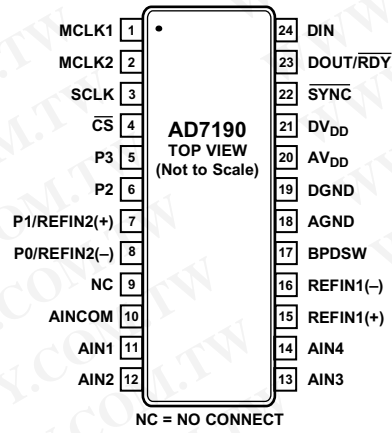 MCLK1 1
MCLK2 2
SCLK 3
C̅S̅ 4
P3 5
P2 6
P1/REFIN2(+) 7
P0/REFIN2(–) 8
NC 9
AINCOM 10
AIN1 11
AIN2 12
AD7190
TOP VIEW
(Not to Scale)
24 DIN
23 DOUT/R̅D̅Y̅
22 S̅Y̅N̅C̅
21 DVDD
20 AVDD
19 DGND
18 AGND
17 BPDSW
16 REFIN1(–)
15 REFIN1(+)
14 AIN4
13 AIN3
NC = NO CONNECT